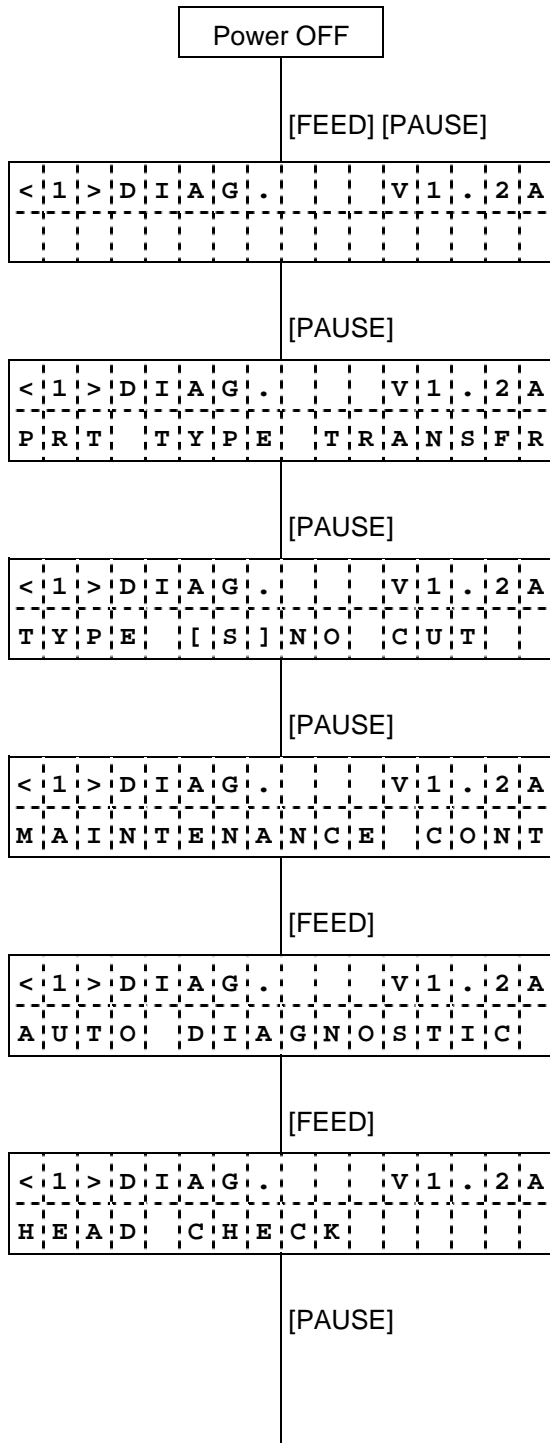 Power OFF
[FEED] [PAUSE]
<1>DIAG.   V1.2A
[PAUSE]
<1>DIAG.   V1.2A
PRT TYPE TRANSFR
[PAUSE]
<1>DIAG.   V1.2A
TYPE [S]NO CUT
[PAUSE]
<1>DIAG.   V1.2A
MAINTENANCE CONT
[FEED]
<1>DIAG.   V1.2A
AUTO DIAGNOSTIC
[FEED]
<1>DIAG.   V1.2A
HEAD CHECK
[PAUSE]